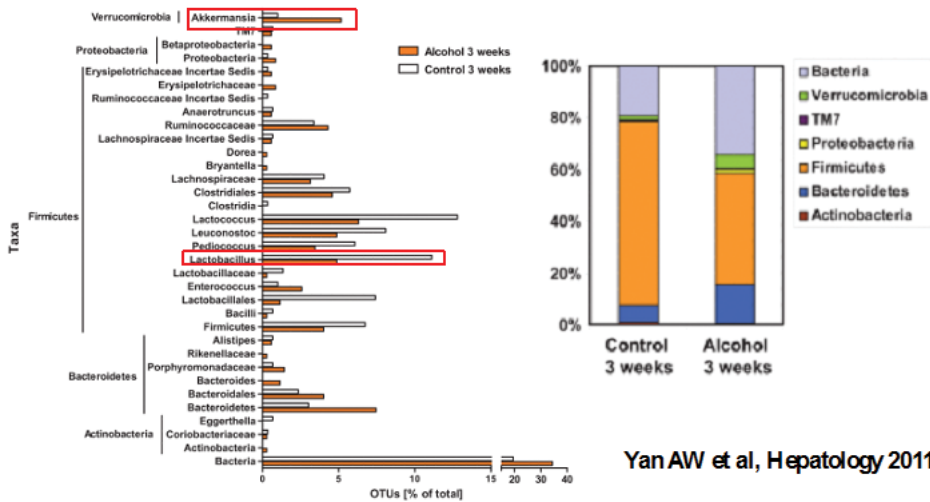 Taxa
Verrucomicrobia
Proteobacteria
Firmicutes
Bacteroidetes
Actinobacteria
Akkermansia
TM7
Betaproteobacteria
Proteobacteria
Erysipelotrichaceae Incertae Sedis
Erysipelotrichaceae
Ruminococcaceae Incertae Sedis
Anaerotruncus
Ruminococcaceae
Lachnospiraceae Incertae Sedis
Dorea
Bryantella
Lachnospiraceae
Clostridiales
Clostridia
Lactococcus
Leuconostoc
Pediococcus
Lactobacillus
Lactobacillaceae
Enterococcus
Lactobacillales
Bacilli
Firmicutes
Alistipes
Rikenellaceae
Porphyromonadaceae
Bacteroides
Bacteroidales
Bacteroidetes
Eggerthella
Coriobacteriaceae
Actinobacteria
Bacteria
0 5 10 15 20 30 40
OTUs [% of total]
Alcohol 3 weeks
Control 3 weeks
100%
80%
60%
40%
20%
0%
Control
3 weeks
Alcohol
3 weeks
Bacteria
Verrucomicrobia
TM7
Proteobacteria
Firmicutes
Bacteroidetes
Actinobacteria
Yan AW et al, Hepatology 2011